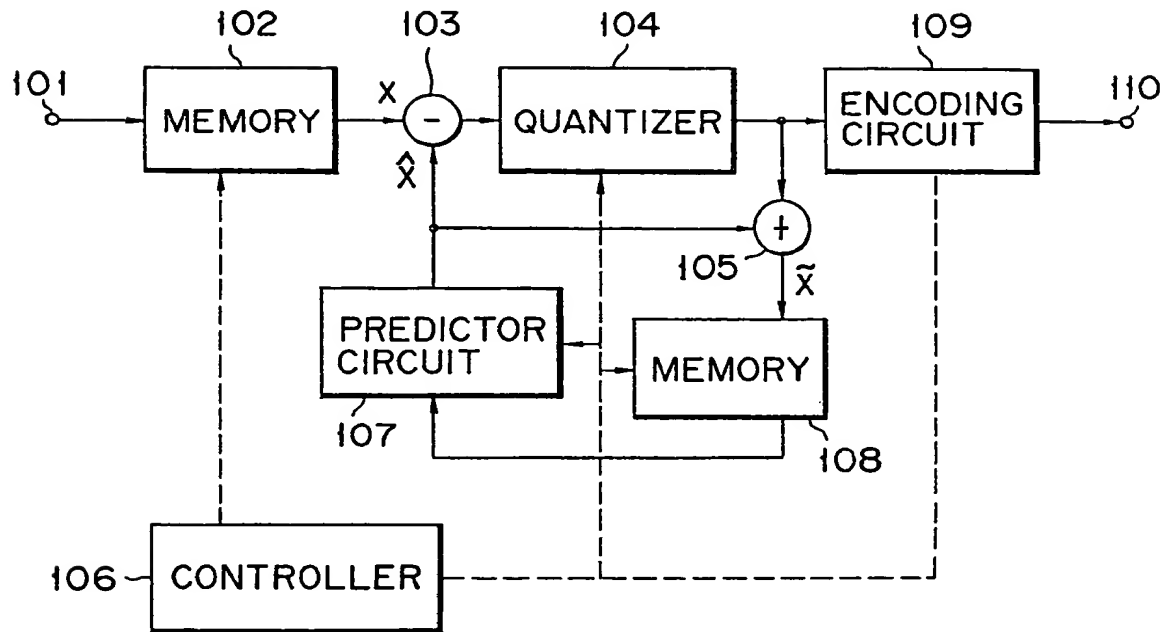 102
103
104
109
101
110
MEMORY
X
-
QUANTIZER
ENCODING
CIRCUIT
X̂
+
105
X̃
PREDICTOR
CIRCUIT
MEMORY
107
108
106
CONTROLLER